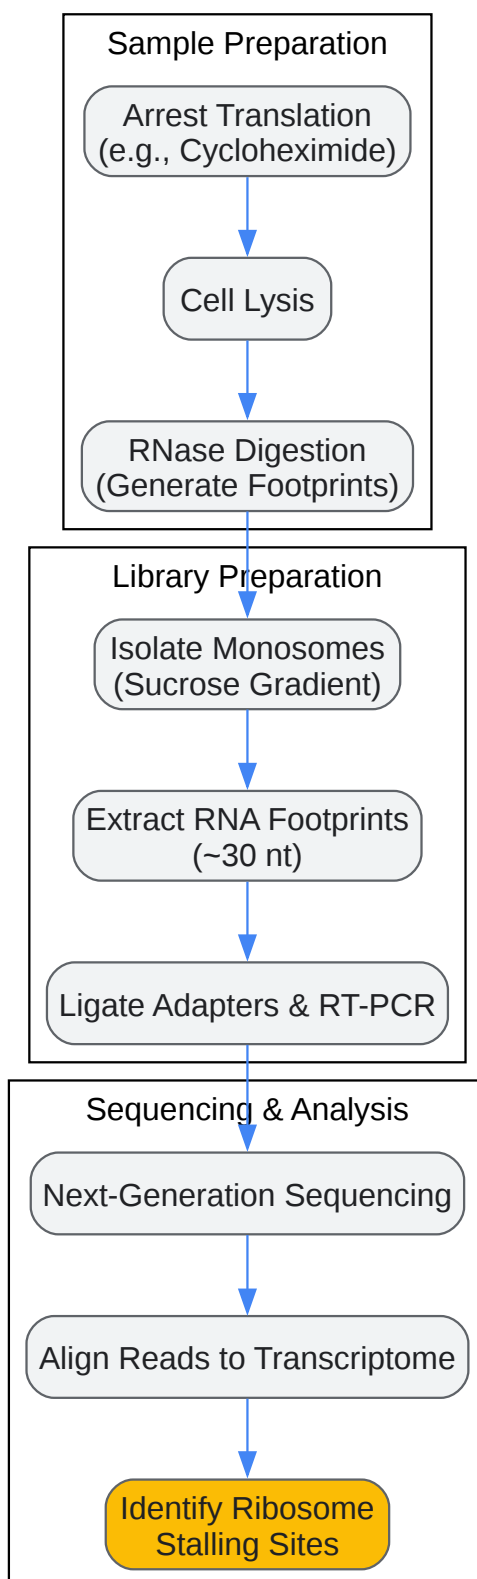 Sample Preparation
Arrest Translation
(e.g., Cycloheximide)
Cell Lysis
RNase Digestion
(Generate Footprints)
Library Preparation
Isolate Monosomes
(Sucrose Gradient)
Extract RNA Footprints
(~30 nt)
Ligate Adapters & RT-PCR
Sequencing & Analysis
Next-Generation Sequencing
Align Reads to Transcriptome
Identify Ribosome
Stalling Sites